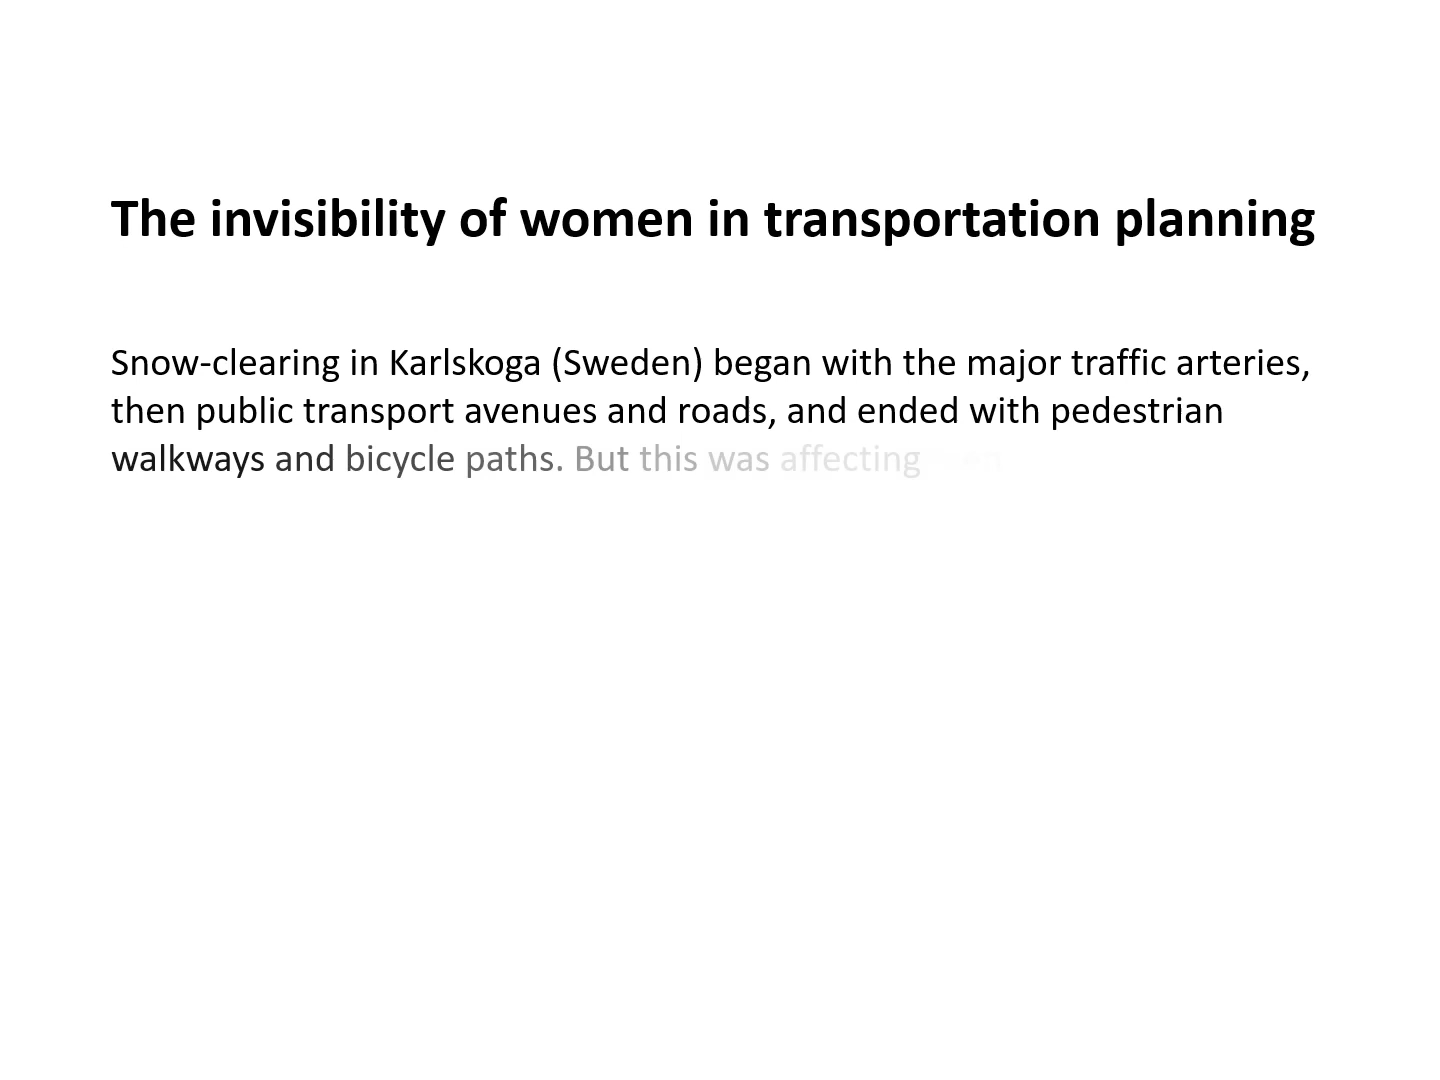 The invisibility of women in transportation planning
Snow-clearing in Karlskoga (Sweden) began with the major traffic arteries,
then public transport avenues and roads, and ended with pedestrian
walkways and bicycle paths. But this was affecting